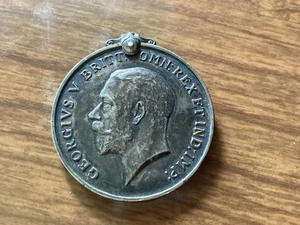 GEORGIVS V BRITT: OMN: REX ET IND: IMP: